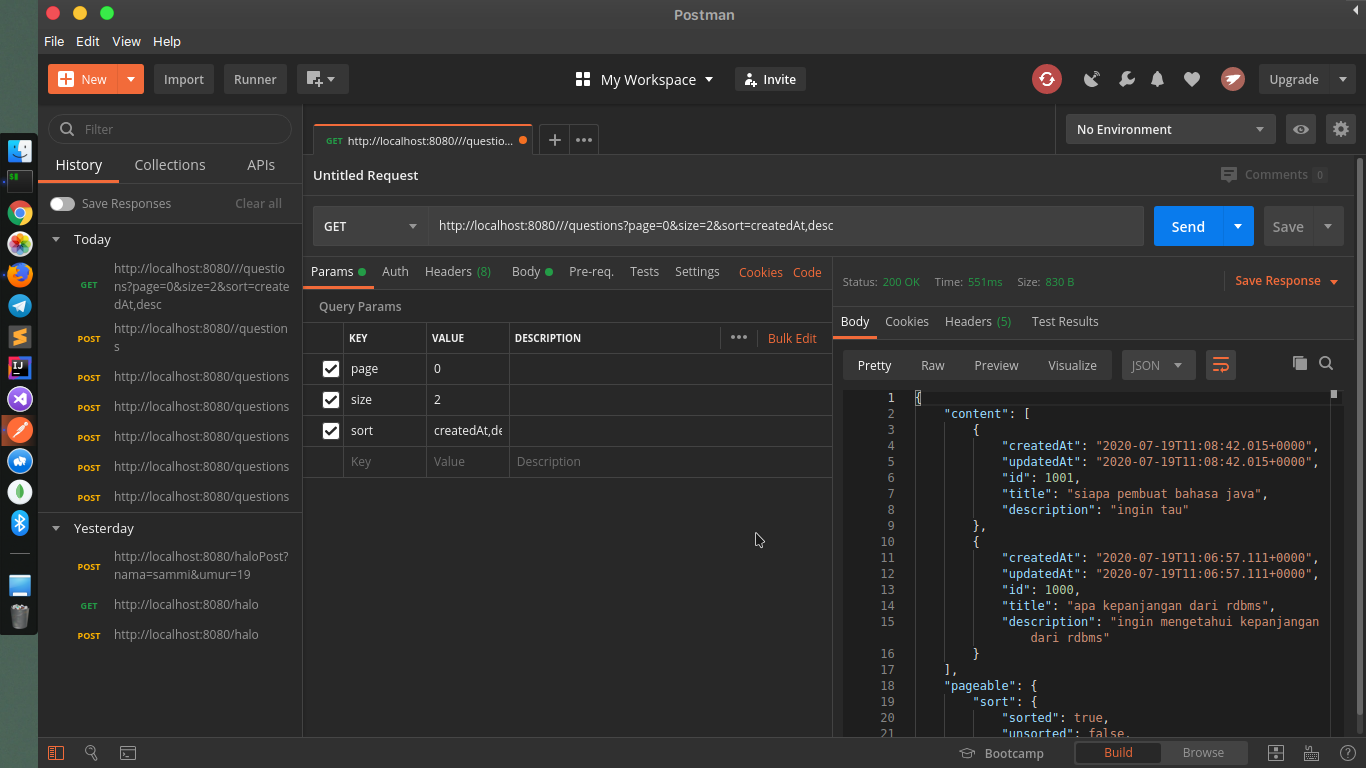 Postman
File Edit View Help
New
Import
Runner
My Workspace
Invite
Upgrade
Filter
History Collections APIs
Save Responses Clear all
Today
GET http://localhost:8080///questio
ns?page=0&size=2&sort=create
dAt,desc
POST http://localhost:8080//question
s
POST http://localhost:8080/questions
POST http://localhost:8080/questions
POST http://localhost:8080/questions
POST http://localhost:8080/questions
POST http://localhost:8080/questions
Yesterday
POST http://localhost:8080/haloPost?
nama=sammi&umur=19
GET http://localhost:8080/halo
POST http://localhost:8080/halo
GET http://localhost:8080///questio...
No Environment
Untitled Request
Comments 0
GET http://localhost:8080///questions?page=0&size=2&sort=createdAt,desc
Send
Save
Params Auth Headers (8) Body Pre-req. Tests Settings Cookies Code
Query Params
KEY VALUE DESCRIPTION ••• Bulk Edit
page 0
size 2
sort createdAt,de
Key Value Description
Status: 200 OK Time: 551ms Size: 830 B Save Response
Body Cookies Headers (5) Test Results
Pretty Raw Preview Visualize JSON
1 {
2 "content": [
3 {
4 "createdAt": "2020-07-19T11:08:42.015+0000",
5 "updatedAt": "2020-07-19T11:08:42.015+0000",
6 "id": 1001,
7 "title": "siapa pembuat bahasa java",
8 "description": "ingin tau"
9 },
10 {
11 "createdAt": "2020-07-19T11:06:57.111+0000",
12 "updatedAt": "2020-07-19T11:06:57.111+0000",
13 "id": 1000,
14 "title": "apa kepanjangan dari rdbms",
15 "description": "ingin mengetahui kepanjangan
dari rdbms"
16 }
17 ],
18 "pageable": {
19 "sort": {
20 "sorted": true,
21 "unsorted": false,
Bootcamp Build Browse